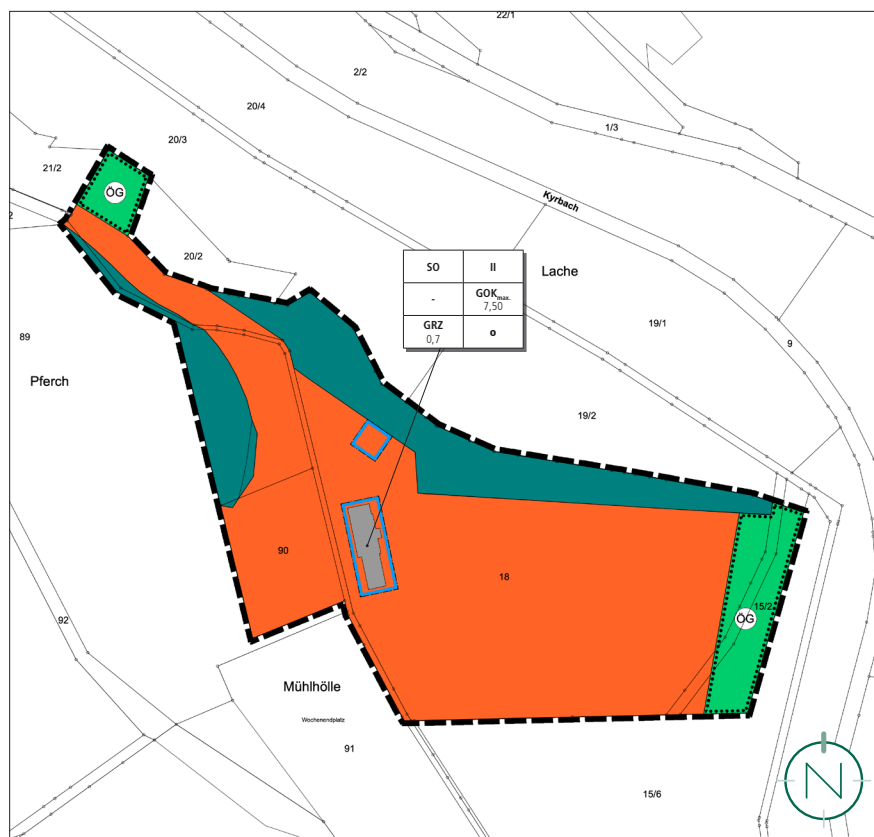 22/1
2/2
20/4
1/3
20/3
21/2
ÖG
2
Kyrbach
20/2
SO
II
Lache
-
GOKmax.
7,50
GRZ
0,7
o
19/1
89
9
Pferch
19/2
90
18
15/2
ÖG
92
Mühlhölle
Wochenendplatz
91
15/6
N